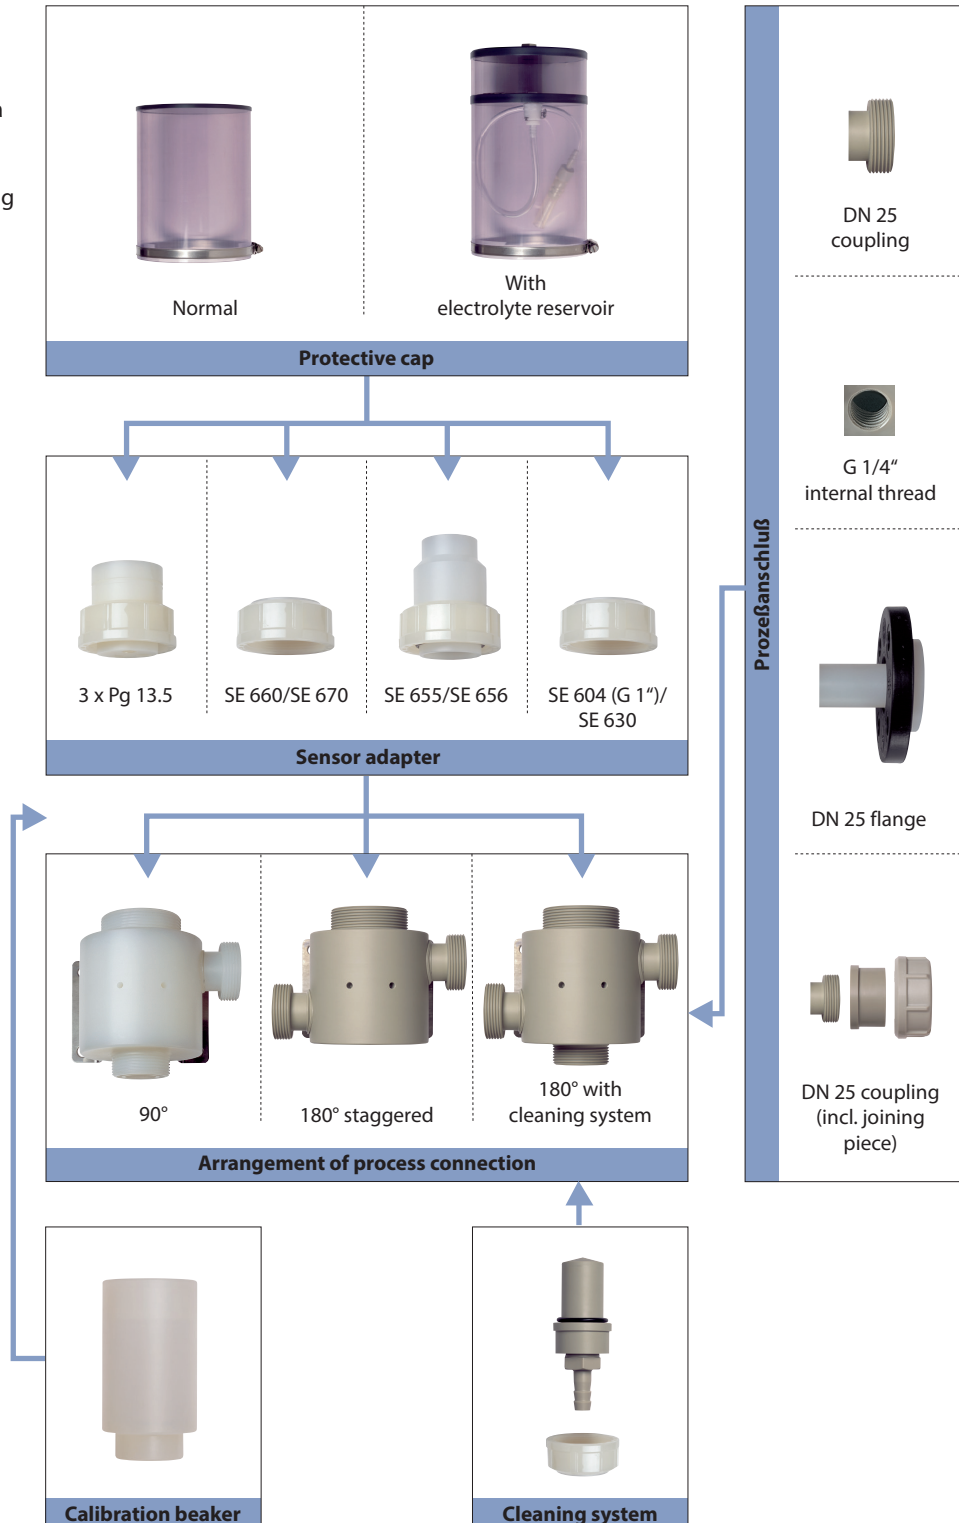 n
g
Normal
With
electrolyte reservoir
Protective cap
3 x Pg 13.5
SE 660/SE 670
SE 655/SE 656
SE 604 (G 1“)/
SE 630
Sensor adapter
90°
180° staggered
180° with
cleaning system
Arrangement of process connection
Calibration beaker
Cleaning system
Prozeßanschluß
DN 25
coupling
G 1/4“
internal thread
DN 25 flange
DN 25 coupling
(incl. joining
piece)